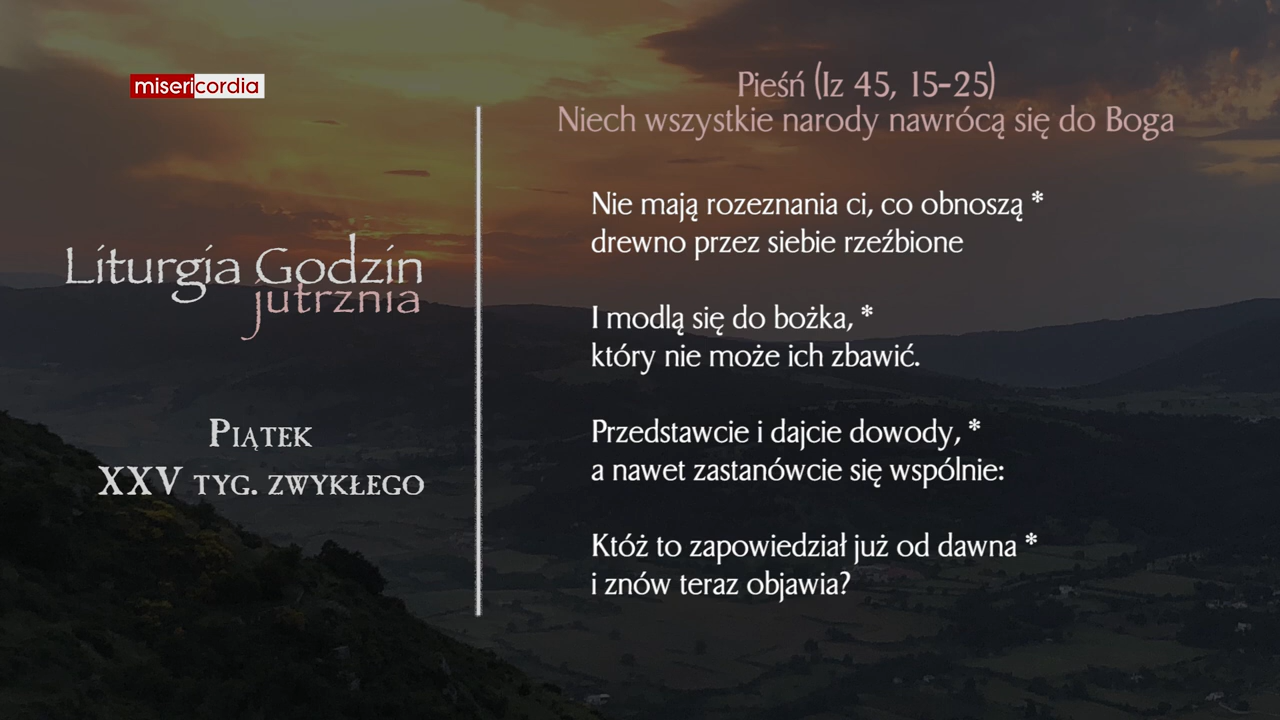 misericordia
Liturgia Godzin
jutrznia
Piątek
XXV tyg. zwykłego
Pieśń (Iz 45, 15-25)
Niech wszystkie narody nawrócą się do Boga
Nie mają rozeznania ci, co obnoszą *
drewno przez siebie rzeźbione
I modlą się do bożka, *
który nie może ich zbawić.
Przedstawcie i dajcie dowody, *
a nawet zastanówcie się wspólnie:
Któż to zapowiedział już od dawna *
i znów teraz objawia?